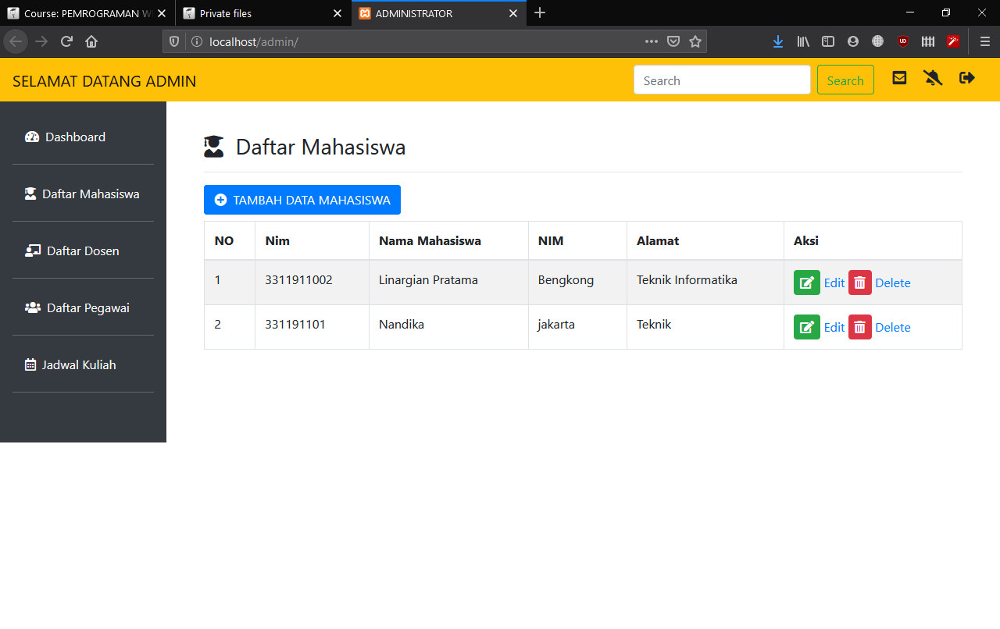 Course: PEMROGRAMAN W
Private files
ADMINISTRATOR
localhost/admin/
SELAMAT DATANG ADMIN
Search
Search
Dashboard
Daftar Mahasiswa
Daftar Dosen
Daftar Pegawai
Jadwal Kuliah
Daftar Mahasiswa
TAMBAH DATA MAHASISWA
NO Nim Nama Mahasiswa NIM Alamat Aksi
1 3311911002 Linargian Pratama Bengkong Teknik Informatika Edit Delete
2 331191101 Nandika jakarta Teknik Edit Delete